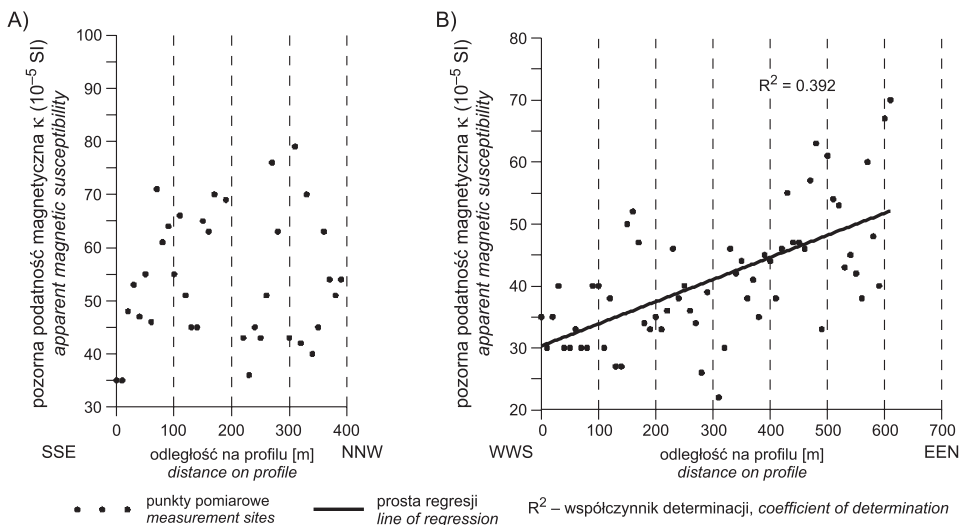 A)
pozorna podatność magnetyczna κ (10⁻⁵ SI)
apparent magnetic susceptibility
100
90
80
70
60
50
40
30
0 100 200 300 400
SSE odległość na profilu [m] NNW
distance on profile
B)
pozorna podatność magnetyczna κ (10⁻⁵ SI)
apparent magnetic susceptibility
80
70
60
50
40
30
20
R² = 0.392
0 100 200 300 400 500 600 700
WWS odległość na profilu [m] EEN
distance on profile
punkty pomiarowe
measurement sites
prosta regresji
line of regression
R² – współczynnik determinacji, coefficient of determination